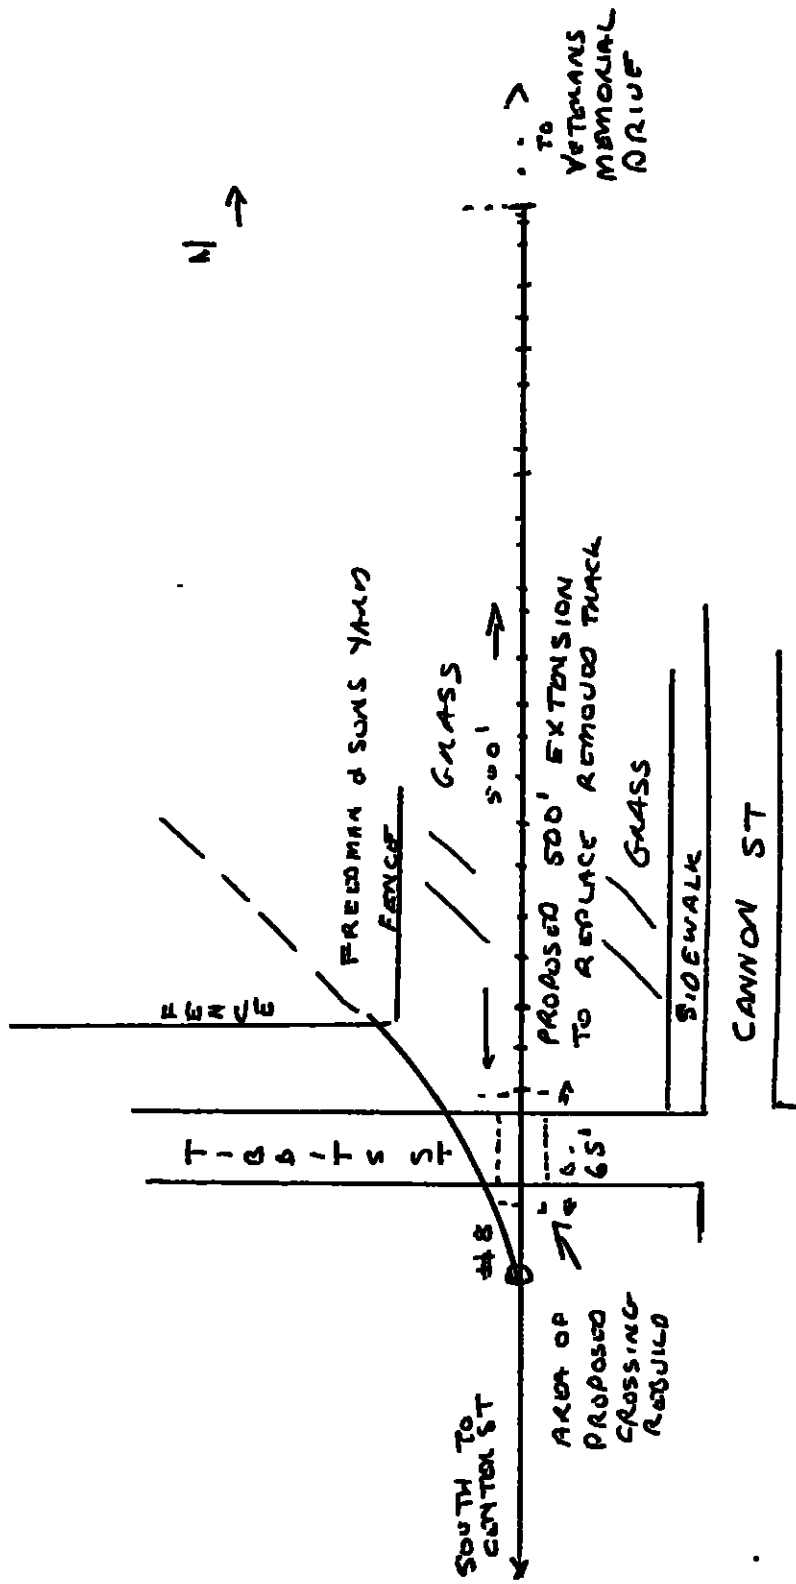 N
TO
VETERANS
MEMORIAL
DRIVE
FREEDMAN & SONS YARD
FENCE
FENCE
GRASS
500'
PROPOSED 500' EXTENSION
TO REPLACE REMOVED TRACK
GRASS
SIDEWALK
CANNON ST
TIBBITS ST
65'
#8
AREA OF
PROPOSED
CROSSING
REBUILD
SOUTH TO
CENTER ST